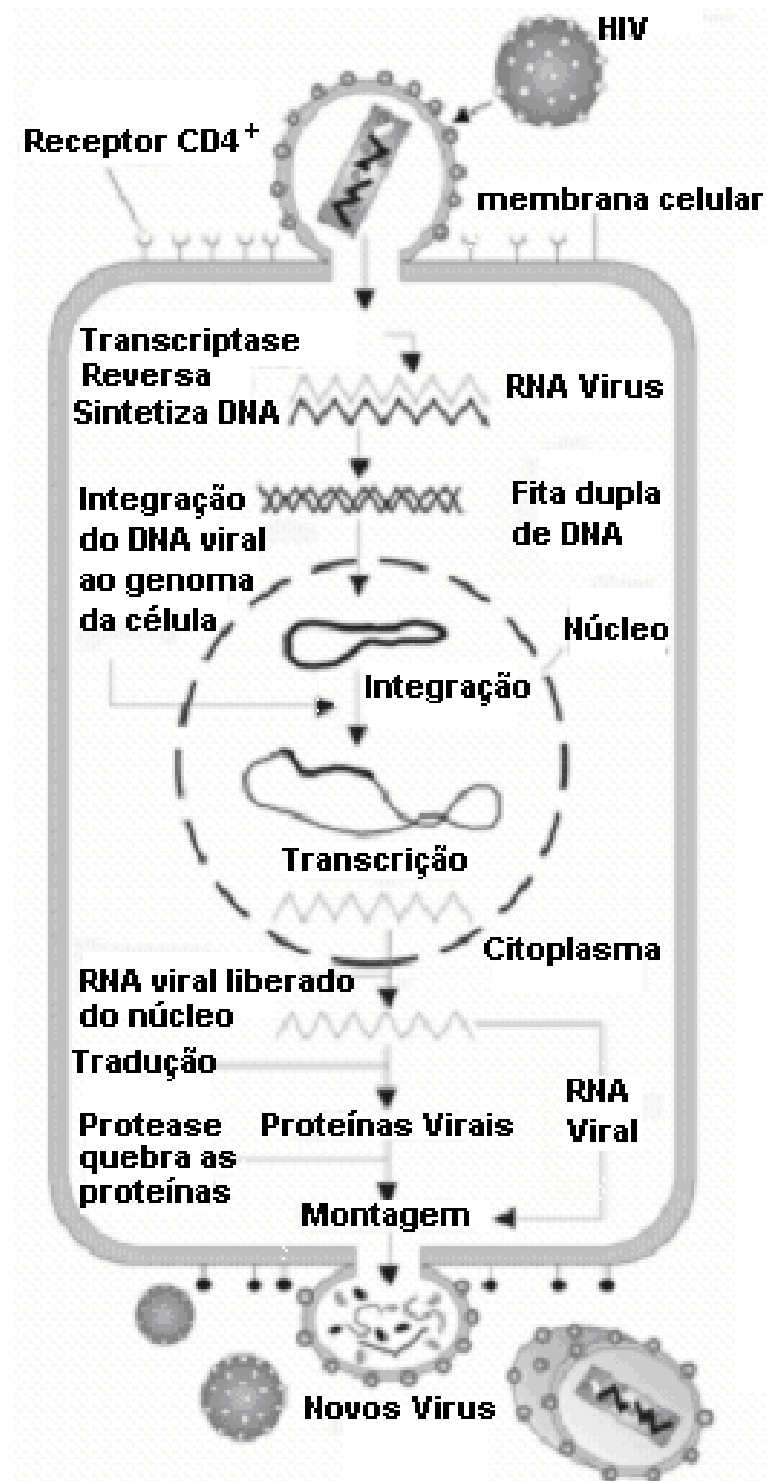 HIV
Receptor CD4+
membrana celular
Transcriptase
Reversa
Sintetiza DNA
RNA Virus
Integração
do DNA viral
ao genoma
da célula
Fita dupla
de DNA
Núcleo
Integração
Transcrição
Citoplasma
RNA viral liberado
do núcleo
Tradução
RNA
Viral
Protease
quebra as
proteínas
Proteínas Virais
Montagem
Novos Virus